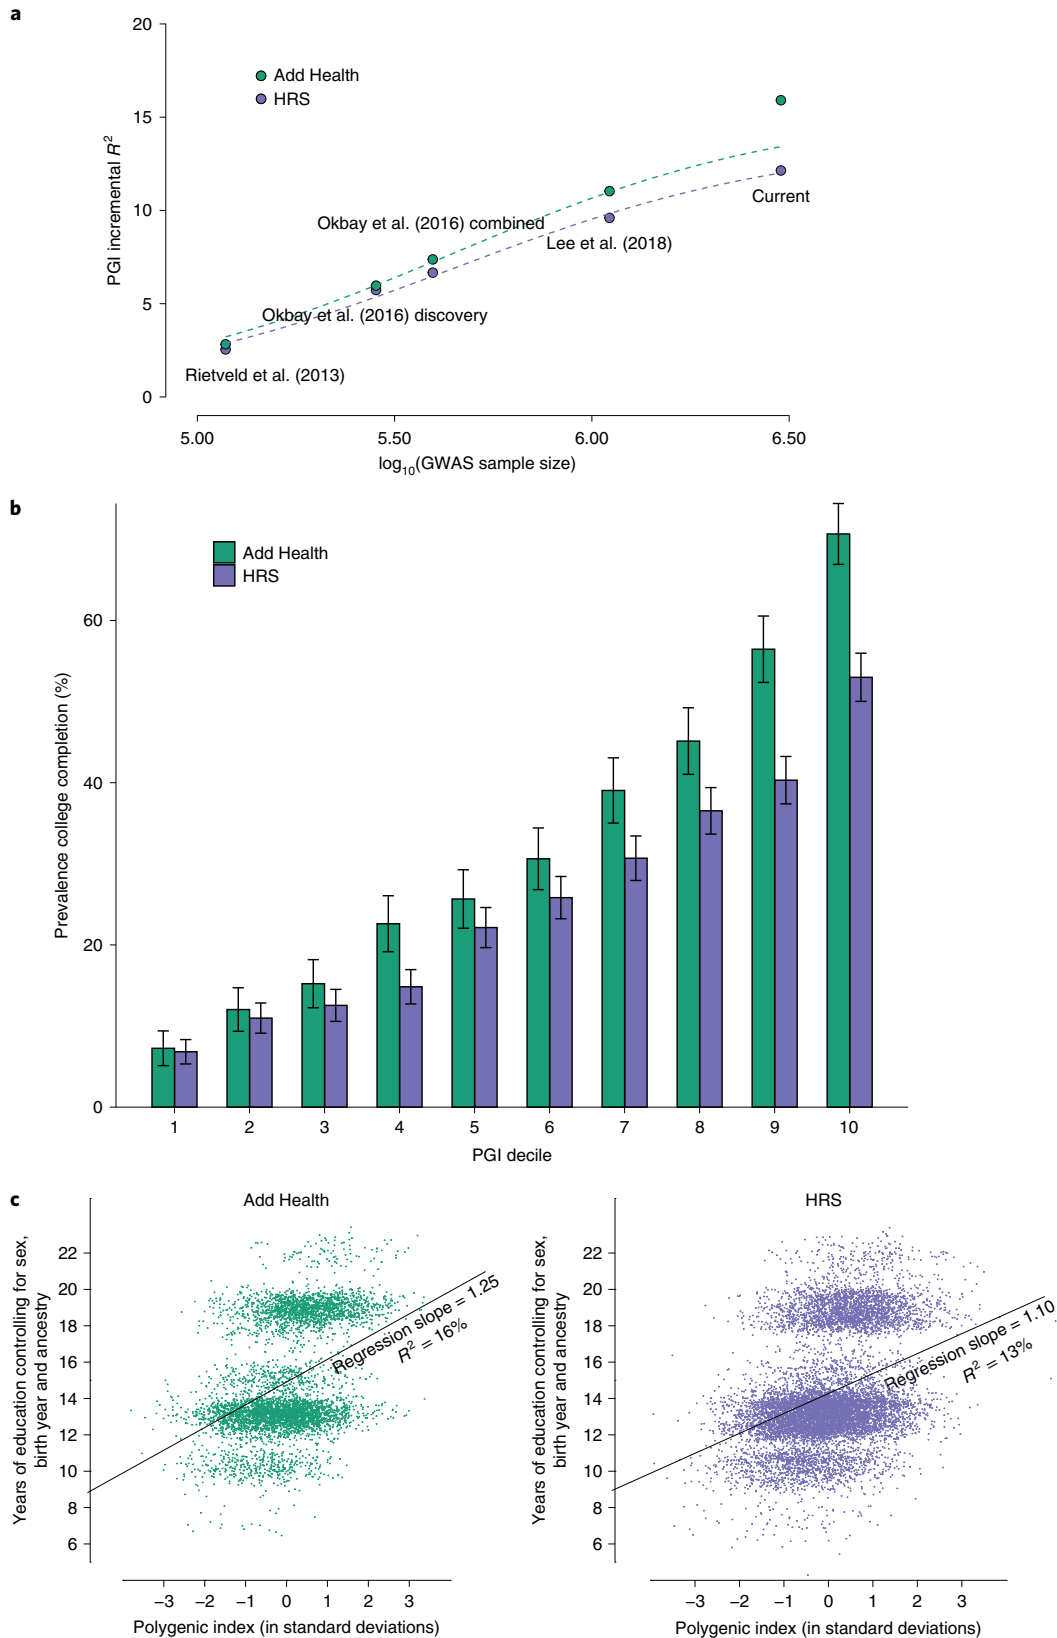 a
20
15
10
5
0
PGI incremental R²
Add Health
HRS
Okbay et al. (2016) combined
Lee et al. (2018)
Current
Okbay et al. (2016) discovery
Rietveld et al. (2013)
5.00 5.50 6.00 6.50
log₁₀(GWAS sample size)
b
Add Health
HRS
60
40
20
0
Prevalence college completion (%)
1 2 3 4 5 6 7 8 9 10
PGI decile
c
Add Health
Years of education controlling for sex,
birth year and ancestry
22
20
18
16
14
12
10
8
6
Regression slope = 1.25
R² = 16%
−3 −2 −1 0 1 2 3
Polygenic index (in standard deviations)
HRS
Years of education controlling for sex,
birth year and ancestry
22
20
18
16
14
12
10
8
6
Regression slope = 1.10
R² = 13%
−3 −2 −1 0 1 2 3
Polygenic index (in standard deviations)